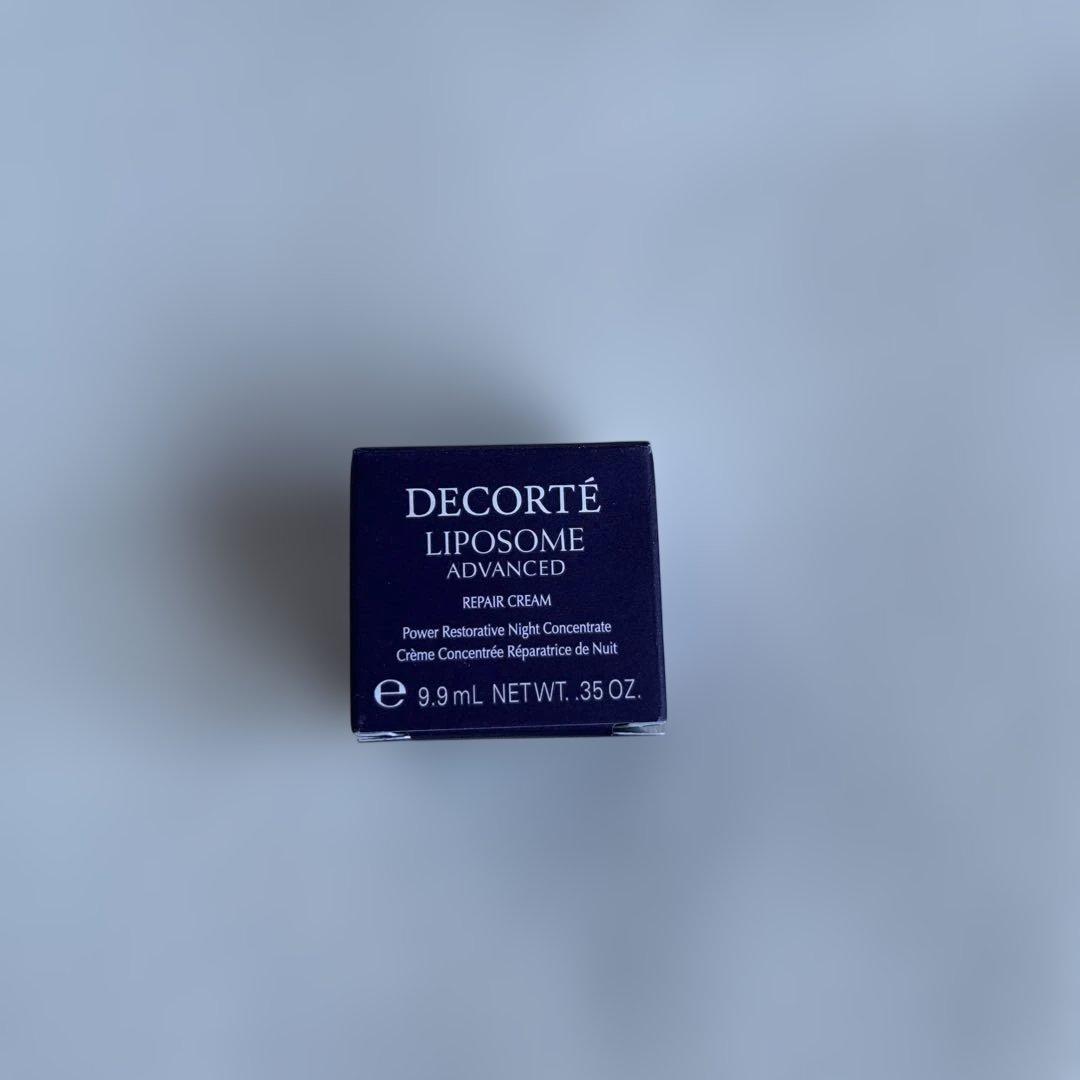 DECORTÉ
LIPOSOME
ADVANCED
REPAIR CREAM
Power Restorative Night Concentrate
Crème Concentrée Réparatrice de Nuit
℮ 9.9 mL NET WT. .35 OZ.